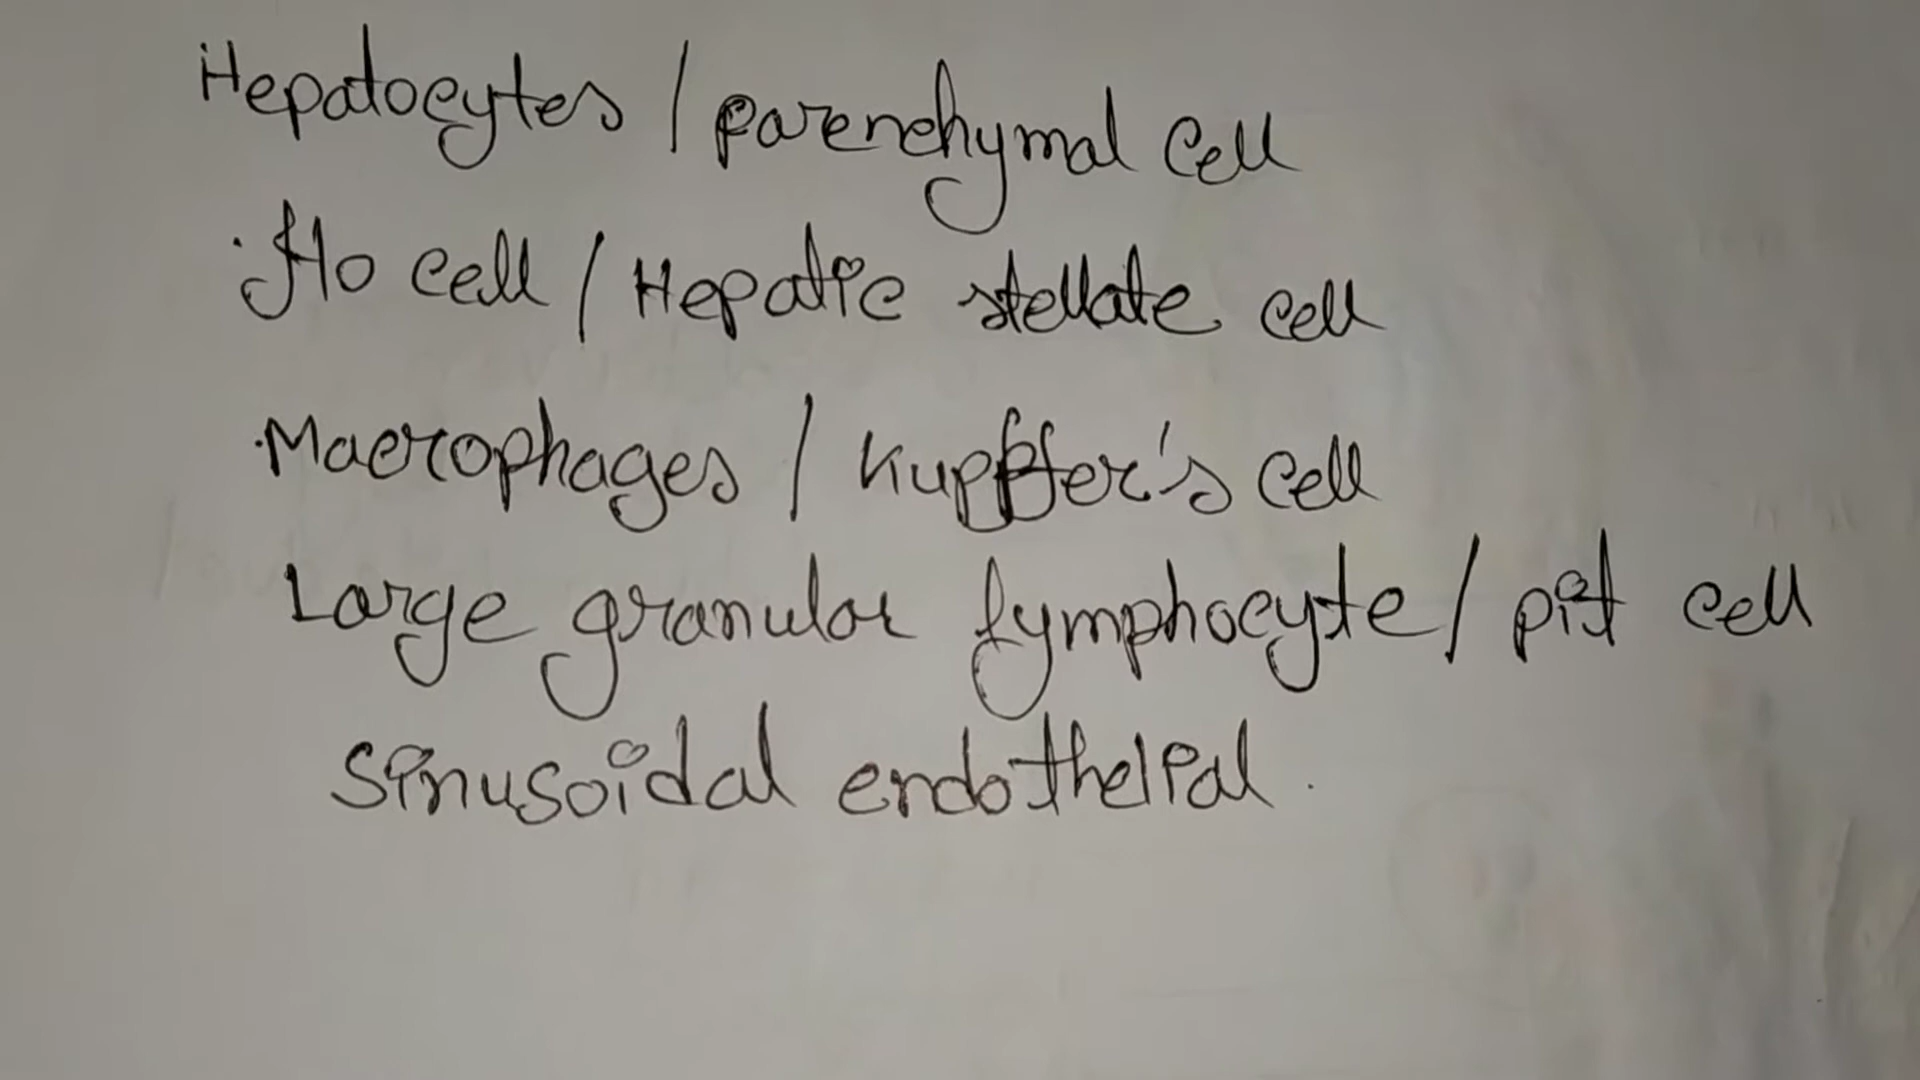 Hepatocytes / parenchymal cell
Ito cell / Hepatic stellate cell
Macrophages / Kupffer's cell
Large granular lymphocyte / pit cell
Sinusoidal endothelial.